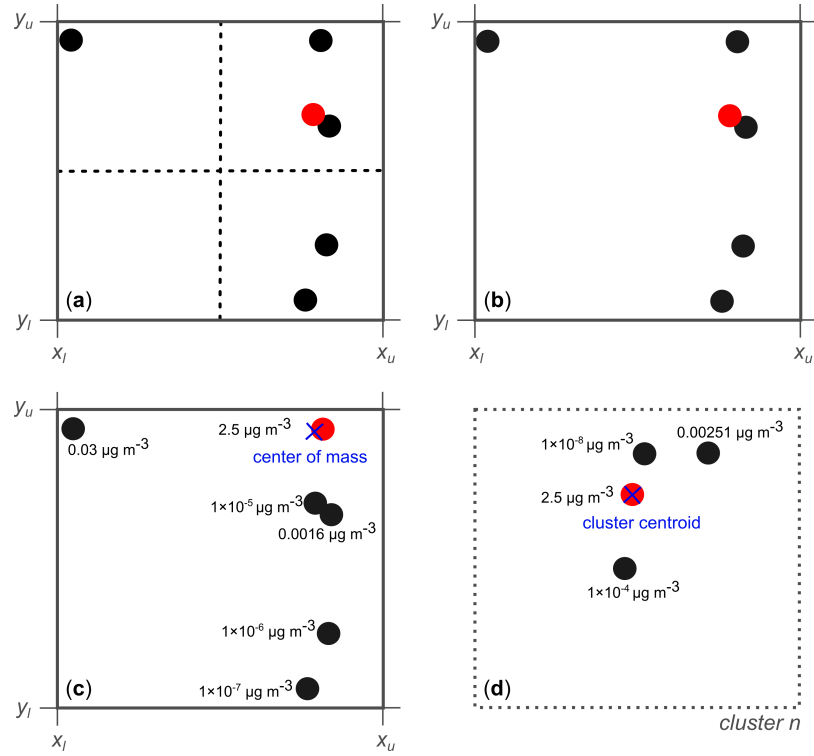 y_u
y_u
(a)
(b)
y_l
y_l
x_l
x_u
x_l
x_u
y_u
2.5 µg m⁻³
0.03 µg m⁻³
center of mass
1×10⁻⁵ µg m⁻³
0.0016 µg m⁻³
1×10⁻⁶ µg m⁻³
1×10⁻⁷ µg m⁻³
(c)
y_l
x_l
x_u
0.00251 µg m⁻³
1×10⁻⁸ µg m⁻³
2.5 µg m⁻³
cluster centroid
1×10⁻⁴ µg m⁻³
(d)
cluster n